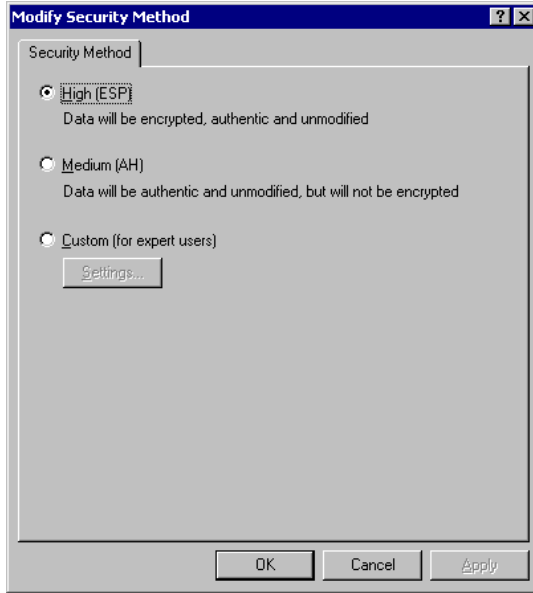 Modify Security Method
Security Method
High (ESP)
Data will be encrypted, authentic and unmodified
Medium (AH)
Data will be authentic and unmodified, but will not be encrypted
Custom (for expert users)
Settings...
OK Cancel Apply